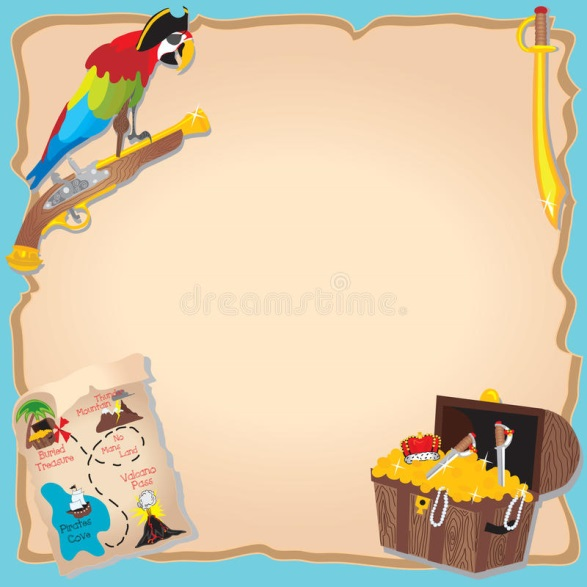 dreamstime.
Thunder
Mountain
Buried
Treasure
No
Mans
Land
Volcano
Pass
Pirates
Cove